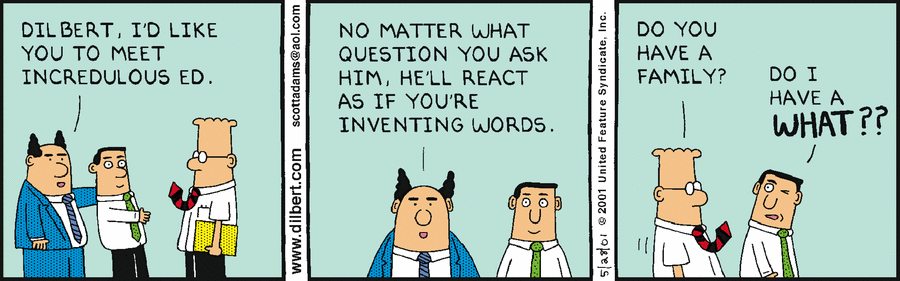 DILBERT, I'D LIKE
YOU TO MEET
INCREDULOUS ED.
www.dilbert.com scottadams@aol.com
NO MATTER WHAT
QUESTION YOU ASK
HIM, HE'LL REACT
AS IF YOU'RE
INVENTING WORDS.
5/28/01 © 2001 United Feature Syndicate, Inc.
DO YOU
HAVE A
FAMILY?
DO I
HAVE A
WHAT??